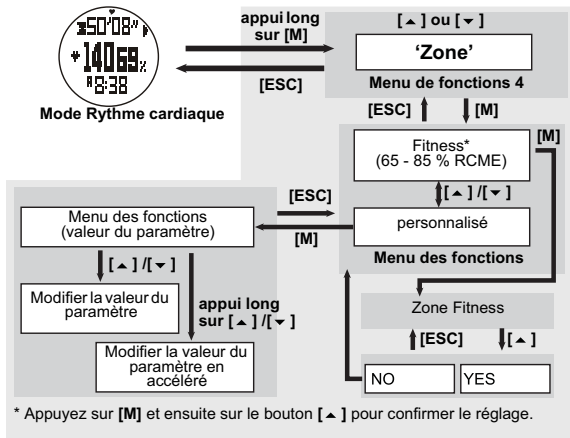 50'08"
140 69%
8:38
Mode Rythme cardiaque
appui long
sur [M]
[ESC]
[ ▲ ] ou [ ▼ ]
'Zone'
Menu de fonctions 4
[ESC]
[M]
Fitness*
(65 - 85 % RCME)
[M]
[ ▲ ] /[ ▼ ]
personnalisé
Menu des fonctions
[ESC]
[M]
Menu des fonctions
(valeur du paramètre)
[ ▲ ] /[ ▼ ]
Modifier la valeur du
paramètre
appui long
sur [ ▲ ] /[ ▼ ]
Modifier la valeur du
paramètre en
accéléré
Zone Fitness
[ESC]
[ ▲ ]
NO
YES
* Appuyez sur [M] et ensuite sur le bouton [ ▲ ] pour confirmer le réglage.